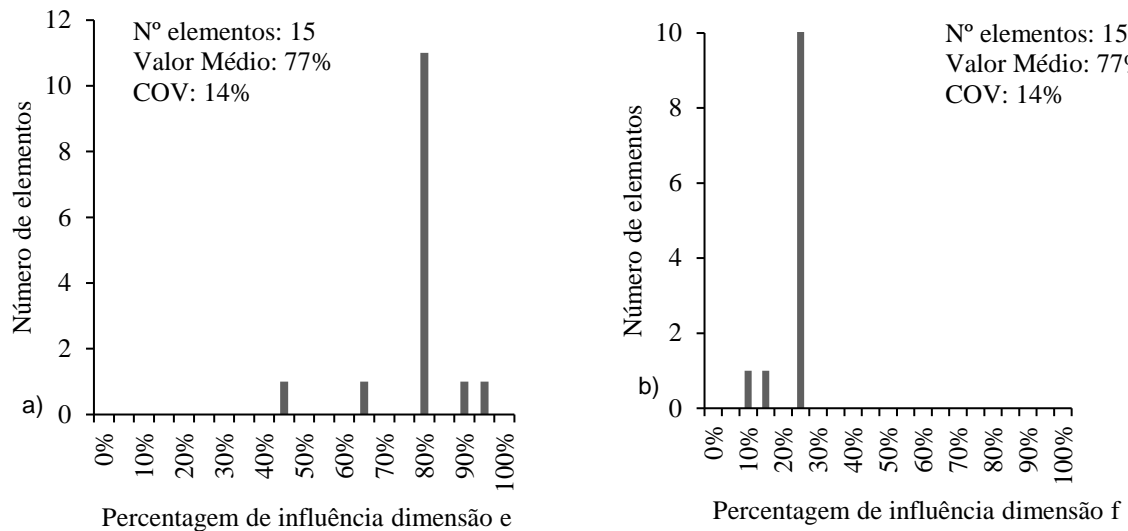 Nº elementos: 15
Valor Médio: 77%
COV: 14%
12
10
8
6
4
2
0
Número de elementos
a)
0% 10% 20% 30% 40% 50% 60% 70% 80% 90% 100%
Percentagem de influência dimensão e
Nº elementos: 15
Valor Médio: 77%
COV: 14%
10
8
6
4
2
0
Número de elementos
b)
0% 10% 20% 30% 40% 50% 60% 70% 80% 90% 100%
Percentagem de influência dimensão f